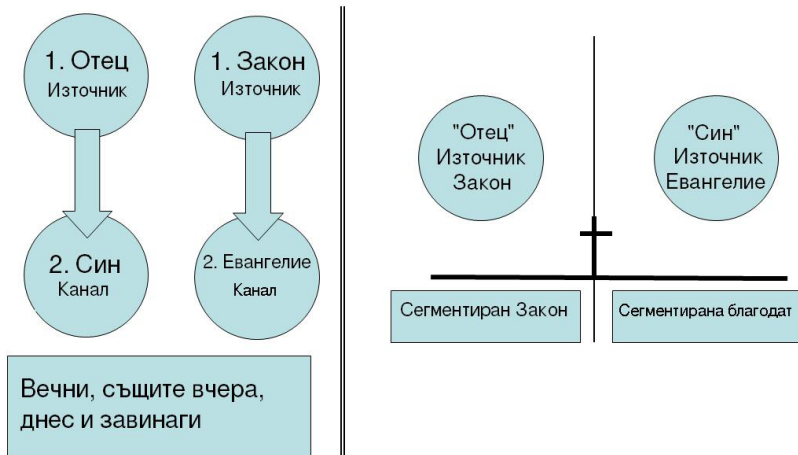 1. Отец
Източник
1. Закон
Източник
2. Син
Канал
2. Евангелие
Канал
Вечни, същите вчера,
днес и завинаги
"Отец"
Източник
Закон
"Син"
Източник
Евангелие
Сегментиран Закон
Сегментирана благодат